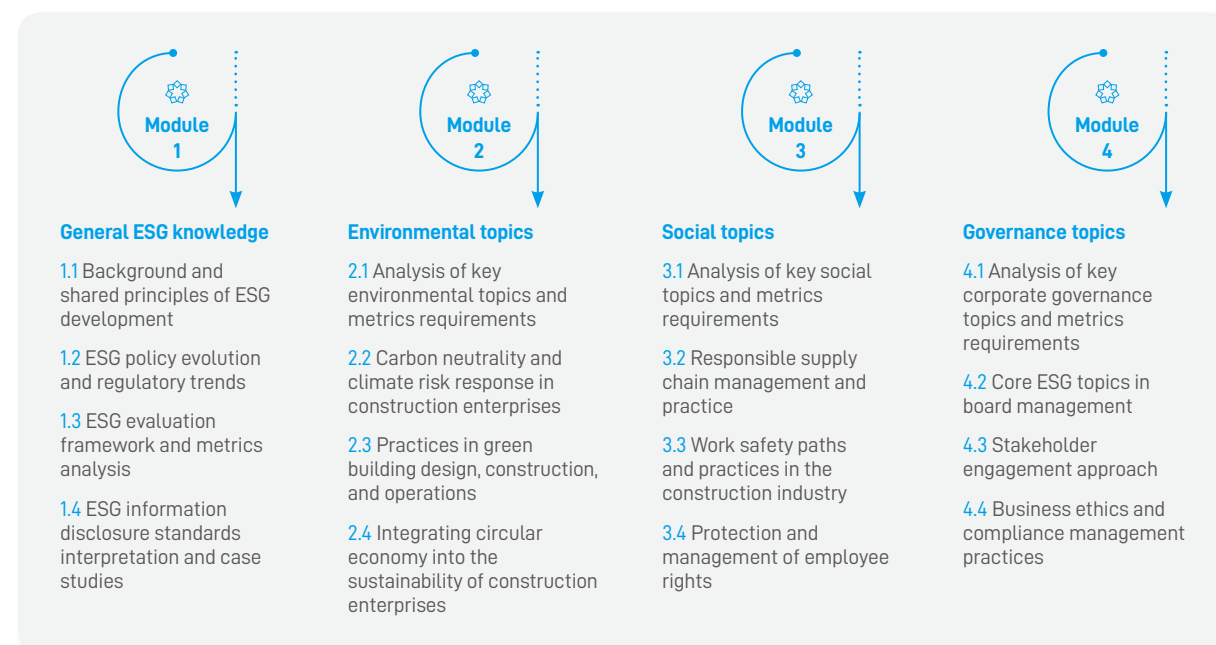 Module
1
General ESG knowledge
1.1 Background and
shared principles of ESG
development
1.2 ESG policy evolution
and regulatory trends
1.3 ESG evaluation
framework and metrics
analysis
1.4 ESG information
disclosure standards
interpretation and case
studies
Module
2
Environmental topics
2.1 Analysis of key
environmental topics and
metrics requirements
2.2 Carbon neutrality and
climate risk response in
construction enterprises
2.3 Practices in green
building design, construction,
and operations
2.4 Integrating circular
economy into the
sustainability of construction
enterprises
Module
3
Social topics
3.1 Analysis of key social
topics and metrics
requirements
3.2 Responsible supply
chain management and
practice
3.3 Work safety paths
and practices in the
construction industry
3.4 Protection and
management of employee
rights
Module
4
Governance topics
4.1 Analysis of key
corporate governance
topics and metrics
requirements
4.2 Core ESG topics in
board management
4.3 Stakeholder
engagement approach
4.4 Business ethics and
compliance management
practices